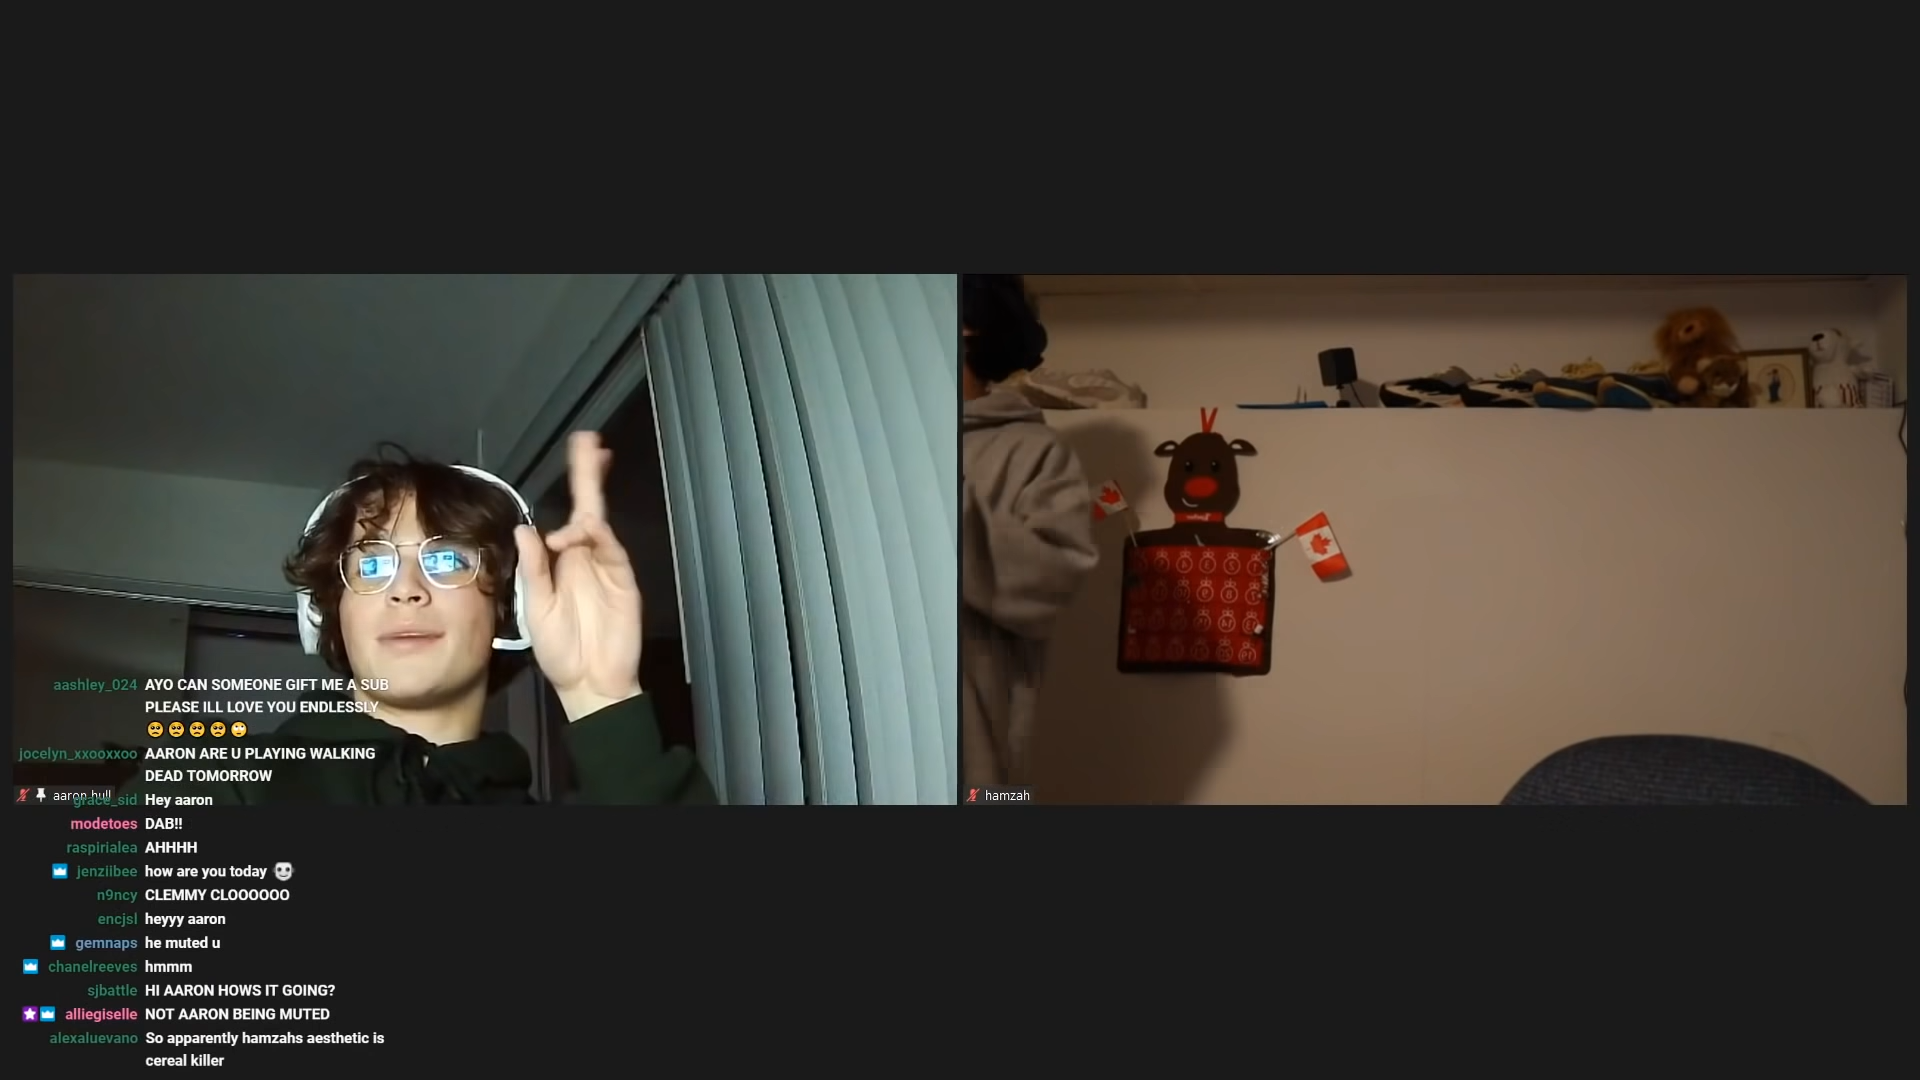 aashley_024 AYO CAN SOMEONE GIFT ME A SUB
PLEASE ILL LOVE YOU ENDLESSLY
🥺🥺🥺🥺🙄
jocelyn_xxooxxoo AARON ARE U PLAYING WALKING
DEAD TOMORROW
aaron hull
grace_sid Hey aaron
hamzah
modetoes DAB!!
raspirialea AHHHH
jenziibee how are you today
n9ncy CLEMMY CLOOOOOO
encjsl heyyy aaron
gemnaps he muted u
chanelreeves hmmm
sjbattle HI AARON HOWS IT GOING?
alliegiselle NOT AARON BEING MUTED
alexaluevano So apparently hamzahs aesthetic is
cereal killer